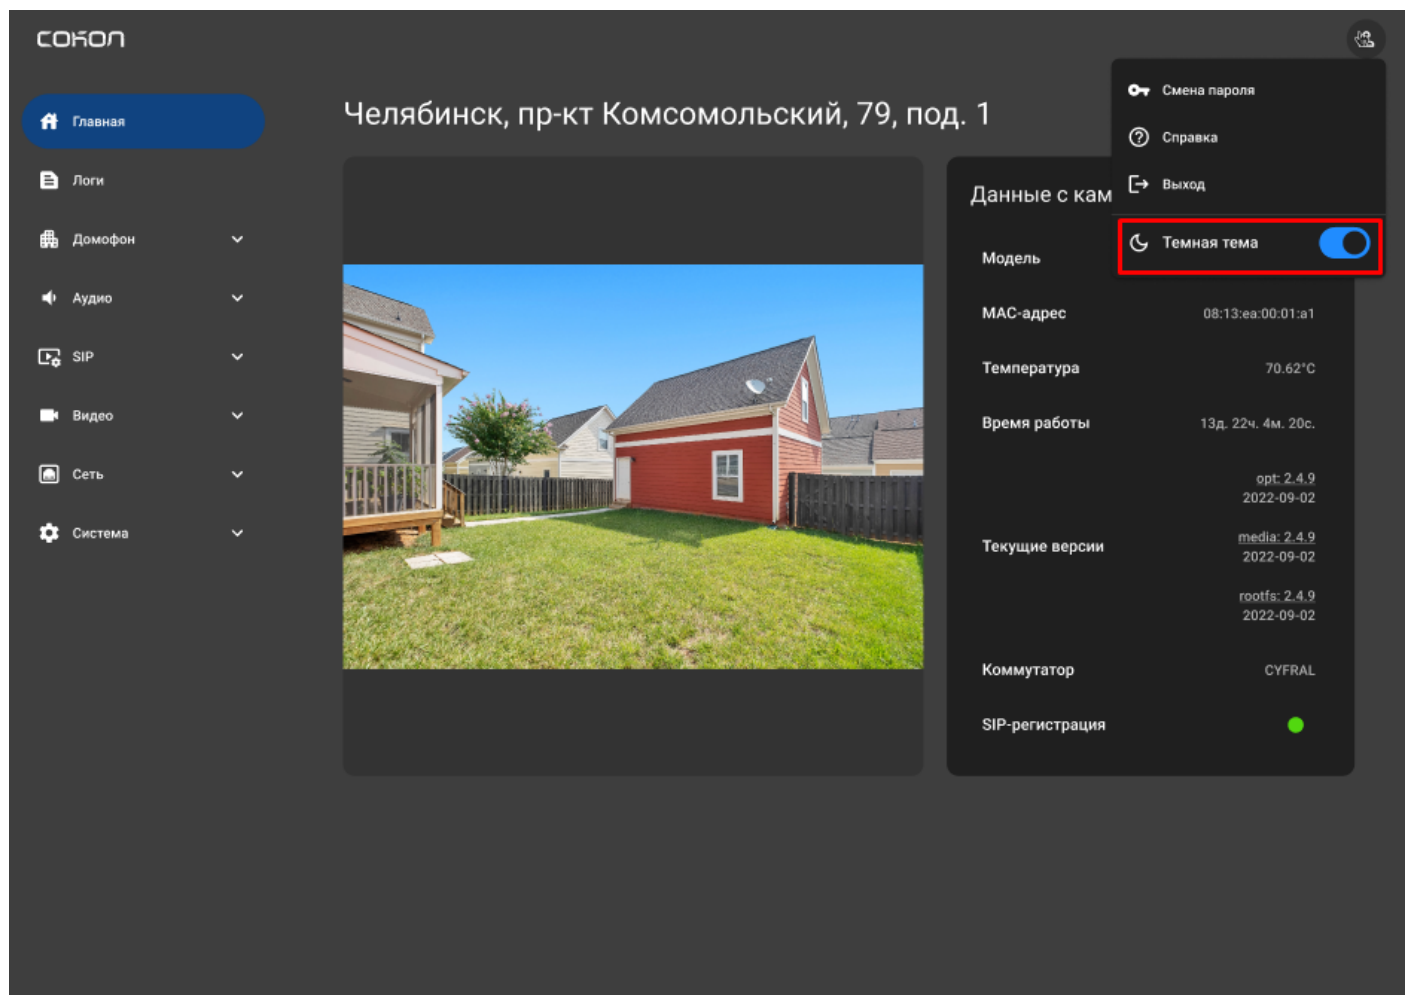 СОКОЛ
Смена пароля
Справка
Выход
Темная тема
Главная
Логи
Домофон
Аудио
SIP
Видео
Сеть
Система
Челябинск, пр-кт Комсомольский, 79, под. 1
Данные с кам
Модель
MAC-адрес 08:13:ea:00:01:a1
Температура 70.62°C
Время работы 13д. 22ч. 4м. 20с.
Текущие версии
opt: 2.4.9
2022-09-02
media: 2.4.9
2022-09-02
rootfs: 2.4.9
2022-09-02
Коммутатор CYFRAL
SIP-регистрация